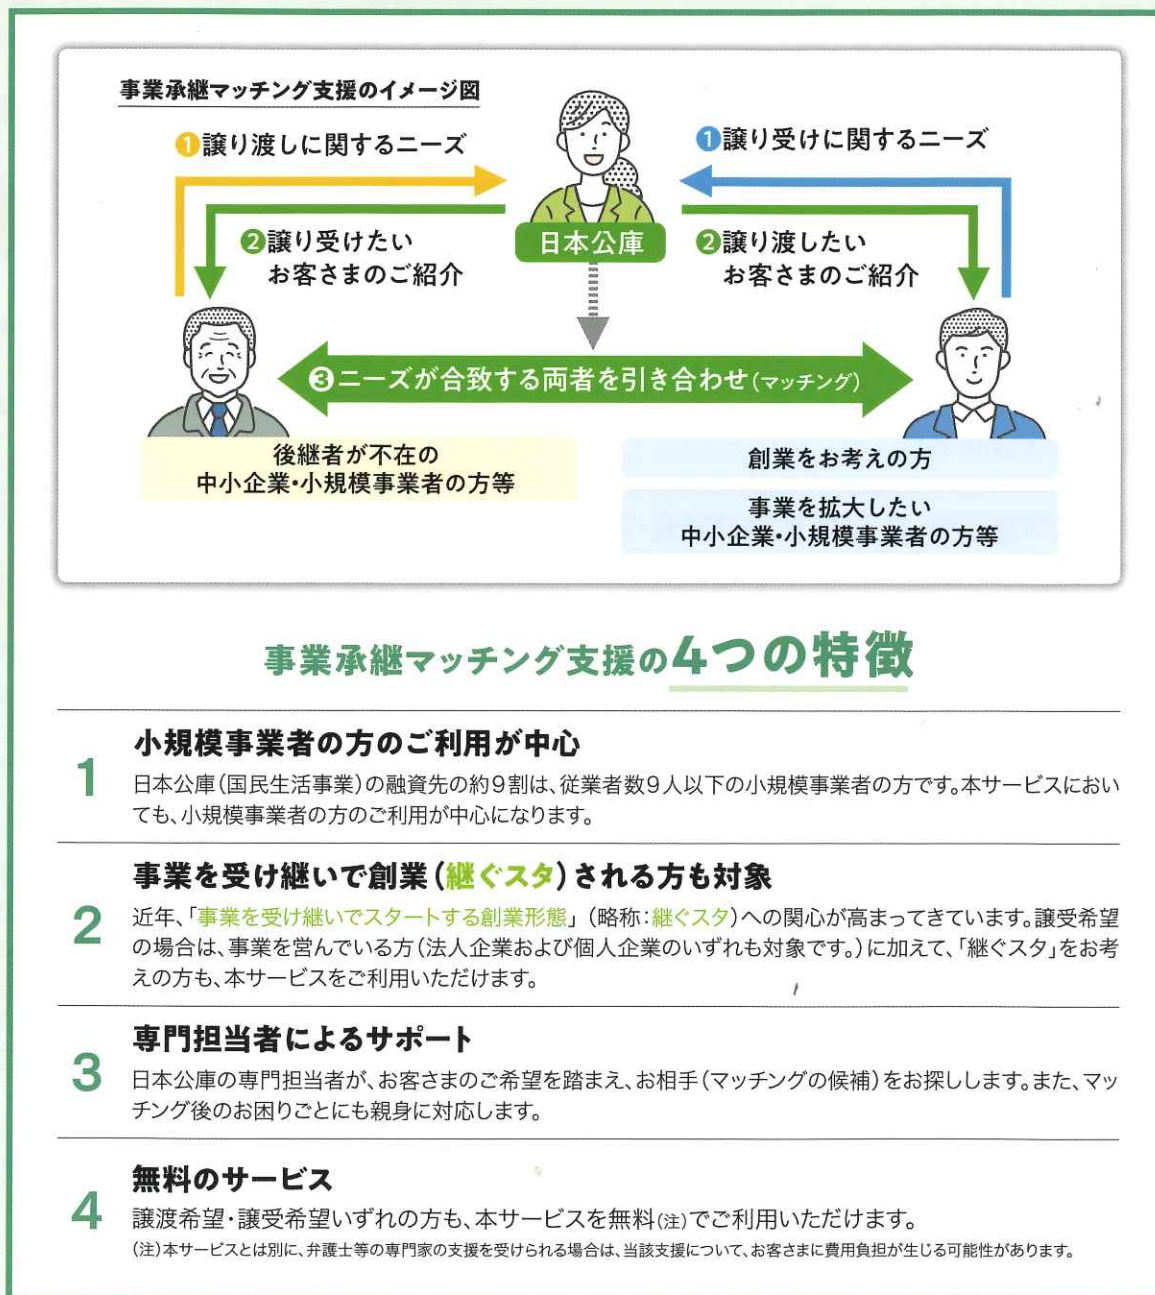 事業承継マッチング支援のイメージ図
❶譲り渡しに関するニーズ
❶譲り受けに関するニーズ
❷譲り受けたい
お客さまのご紹介
日本公庫
❷譲り渡したい
お客さまのご紹介
❸ニーズが合致する両者を引き合わせ(マッチング)
後継者が不在の
中小企業・小規模事業者の方等
創業をお考えの方
事業を拡大したい
中小企業・小規模事業者の方等
事業承継マッチング支援の4つの特徴
1
小規模事業者の方のご利用が中心
日本公庫(国民生活事業)の融資先の約9割は、従業者数9人以下の小規模事業者の方です。本サービスにおい
ても、小規模事業者の方のご利用が中心になります。
2
事業を受け継いで創業(継ぐスタ)される方も対象
近年、「事業を受け継いでスタートする創業形態」(略称:継ぐスタ)への関心が高まってきています。譲受希望
の場合は、事業を営んでいる方(法人企業および個人企業のいずれも対象です。)に加えて、「継ぐスタ」をお考
えの方も、本サービスをご利用いただけます。
3
専門担当者によるサポート
日本公庫の専門担当者が、お客さまのご希望を踏まえ、お相手(マッチングの候補)をお探しします。また、マッ
チング後のお困りごとにも親身に対応します。
4
無料のサービス
譲渡希望・譲受希望いずれの方も、本サービスを無料(注)でご利用いただけます。
(注)本サービスとは別に、弁護士等の専門家の支援を受けられる場合は、当該支援について、お客さまに費用負担が生じる可能性があります。